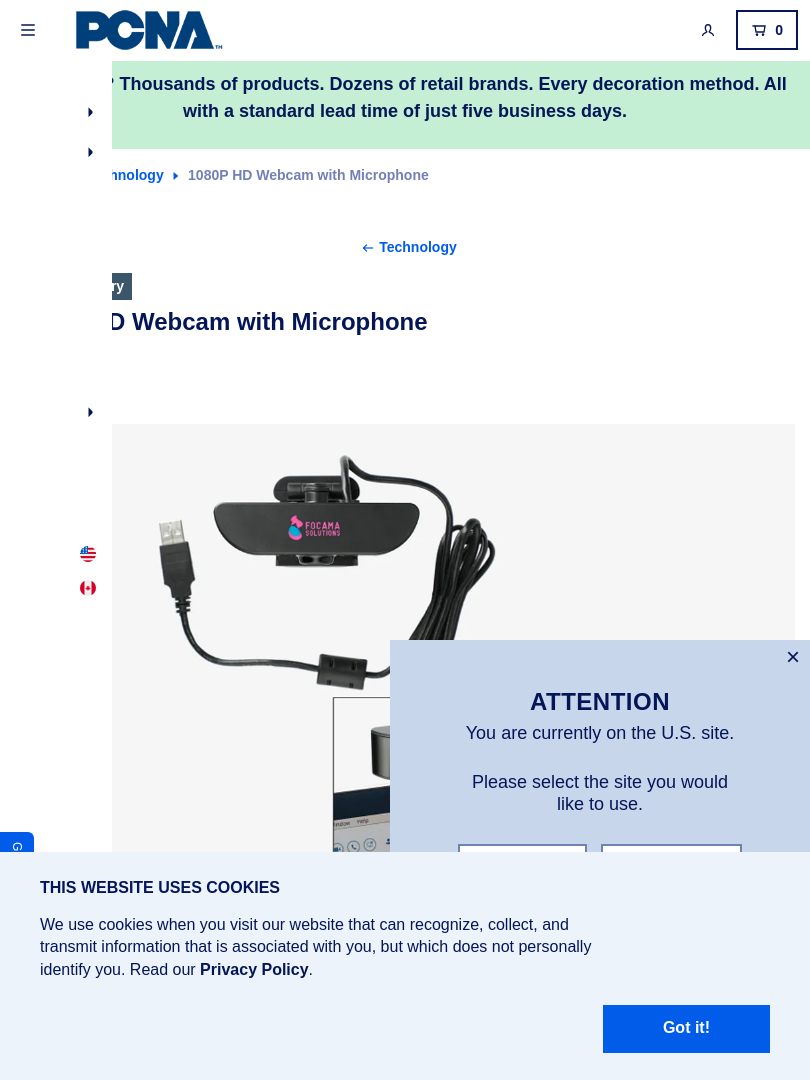 PCNA™
0
? Thousands of products. Dozens of retail brands. Every decoration method. All
with a standard lead time of just five business days.
hnology
1080P HD Webcam with Microphone
Technology
ry
D Webcam with Microphone
FOCAMA
SOLUTIONS
ATTENTION
You are currently on the U.S. site.
Please select the site you would
like to use.
Help
G
THIS WEBSITE USES COOKIES
We use cookies when you visit our website that can recognize, collect, and
transmit information that is associated with you, but which does not personally
identify you. Read our Privacy Policy.
Got it!